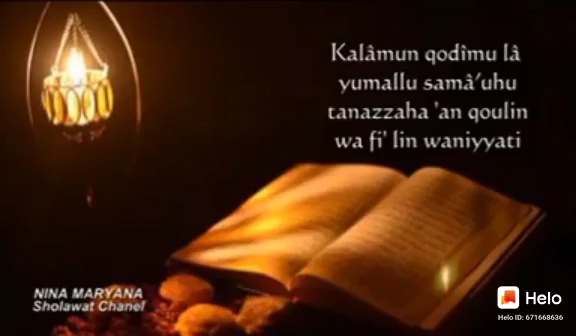 Kalâmun qodîmu lâ
yumallu samâ'uhu
tanazzaha 'an qoulin
wa fi' lin waniyyati
NINA MARYANA
Sholawat Chanel
Helo
Helo ID: 671668636